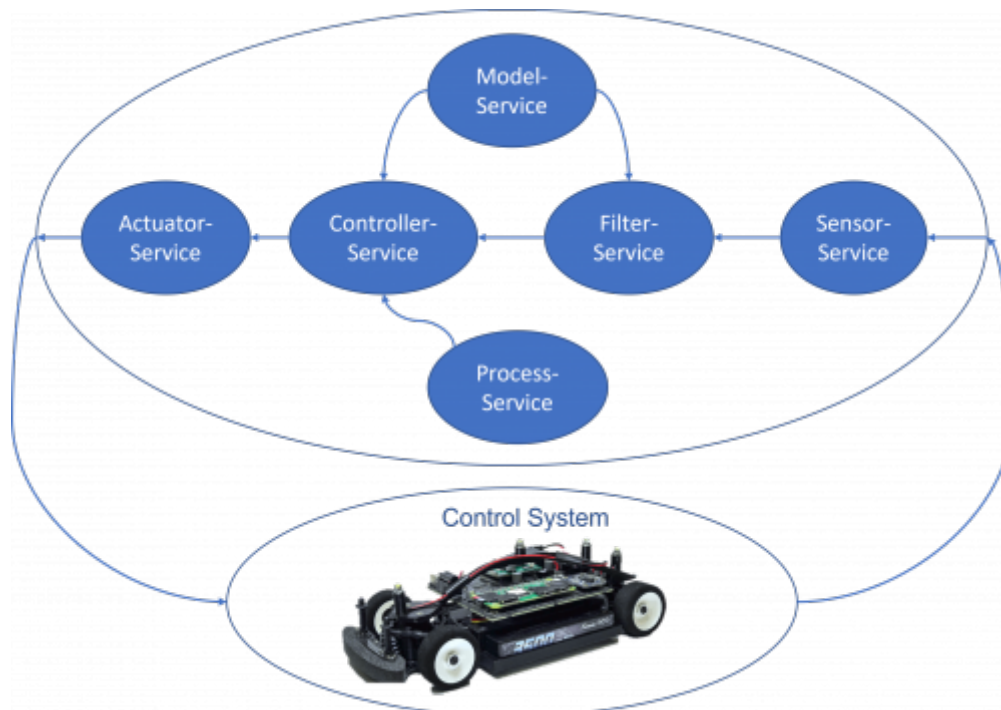 Model-
Service
Actuator-
Service
Controller-
Service
Filter-
Service
Sensor-
Service
Process-
Service
Control System